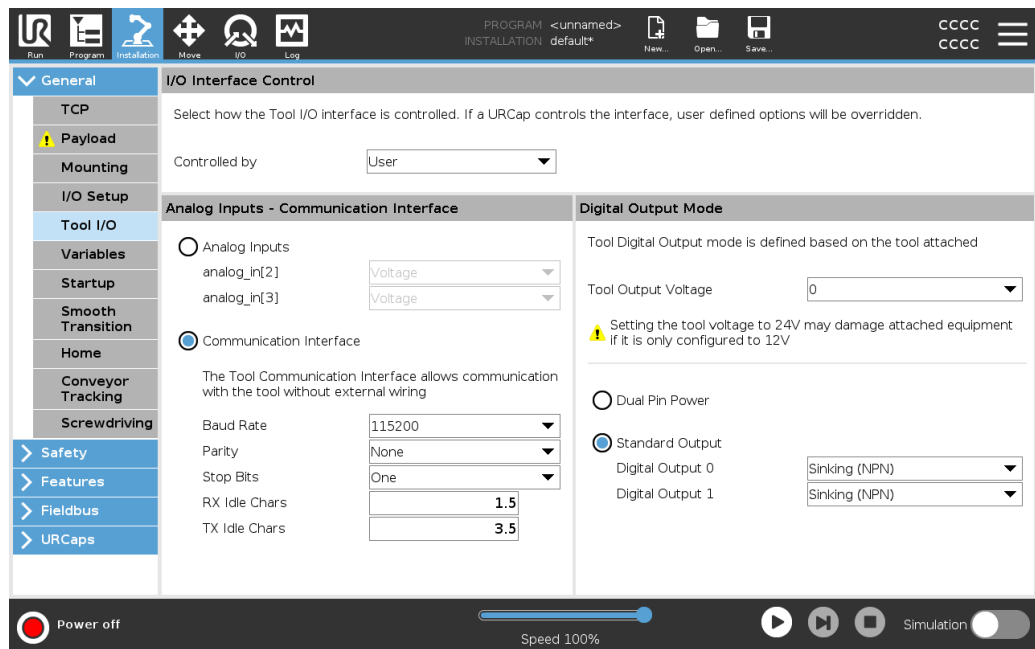 PROGRAM <unnamed>
INSTALLATION default*
CCCC
CCCC
Run
Program
Installation
Move
I/O
Log
New...
Open...
Save...
General
TCP
Payload
Mounting
I/O Setup
Tool I/O
Variables
Startup
Smooth
Transition
Home
Conveyor
Tracking
Screwdriving
Safety
Features
Fieldbus
URCaps
I/O Interface Control
Select how the Tool I/O interface is controlled. If a URCap controls the interface, user defined options will be overridden.
Controlled by User
Analog Inputs - Communication Interface
Analog Inputs
analog_in[2] Voltage
analog_in[3] Voltage
Communication Interface
The Tool Communication Interface allows communication
with the tool without external wiring
Baud Rate 115200
Parity None
Stop Bits One
RX Idle Chars 1.5
TX Idle Chars 3.5
Digital Output Mode
Tool Digital Output mode is defined based on the tool attached
Tool Output Voltage 0
Setting the tool voltage to 24V may damage attached equipment
if it is only configured to 12V
Dual Pin Power
Standard Output
Digital Output 0 Sinking (NPN)
Digital Output 1 Sinking (NPN)
Power off
Speed 100%
Simulation